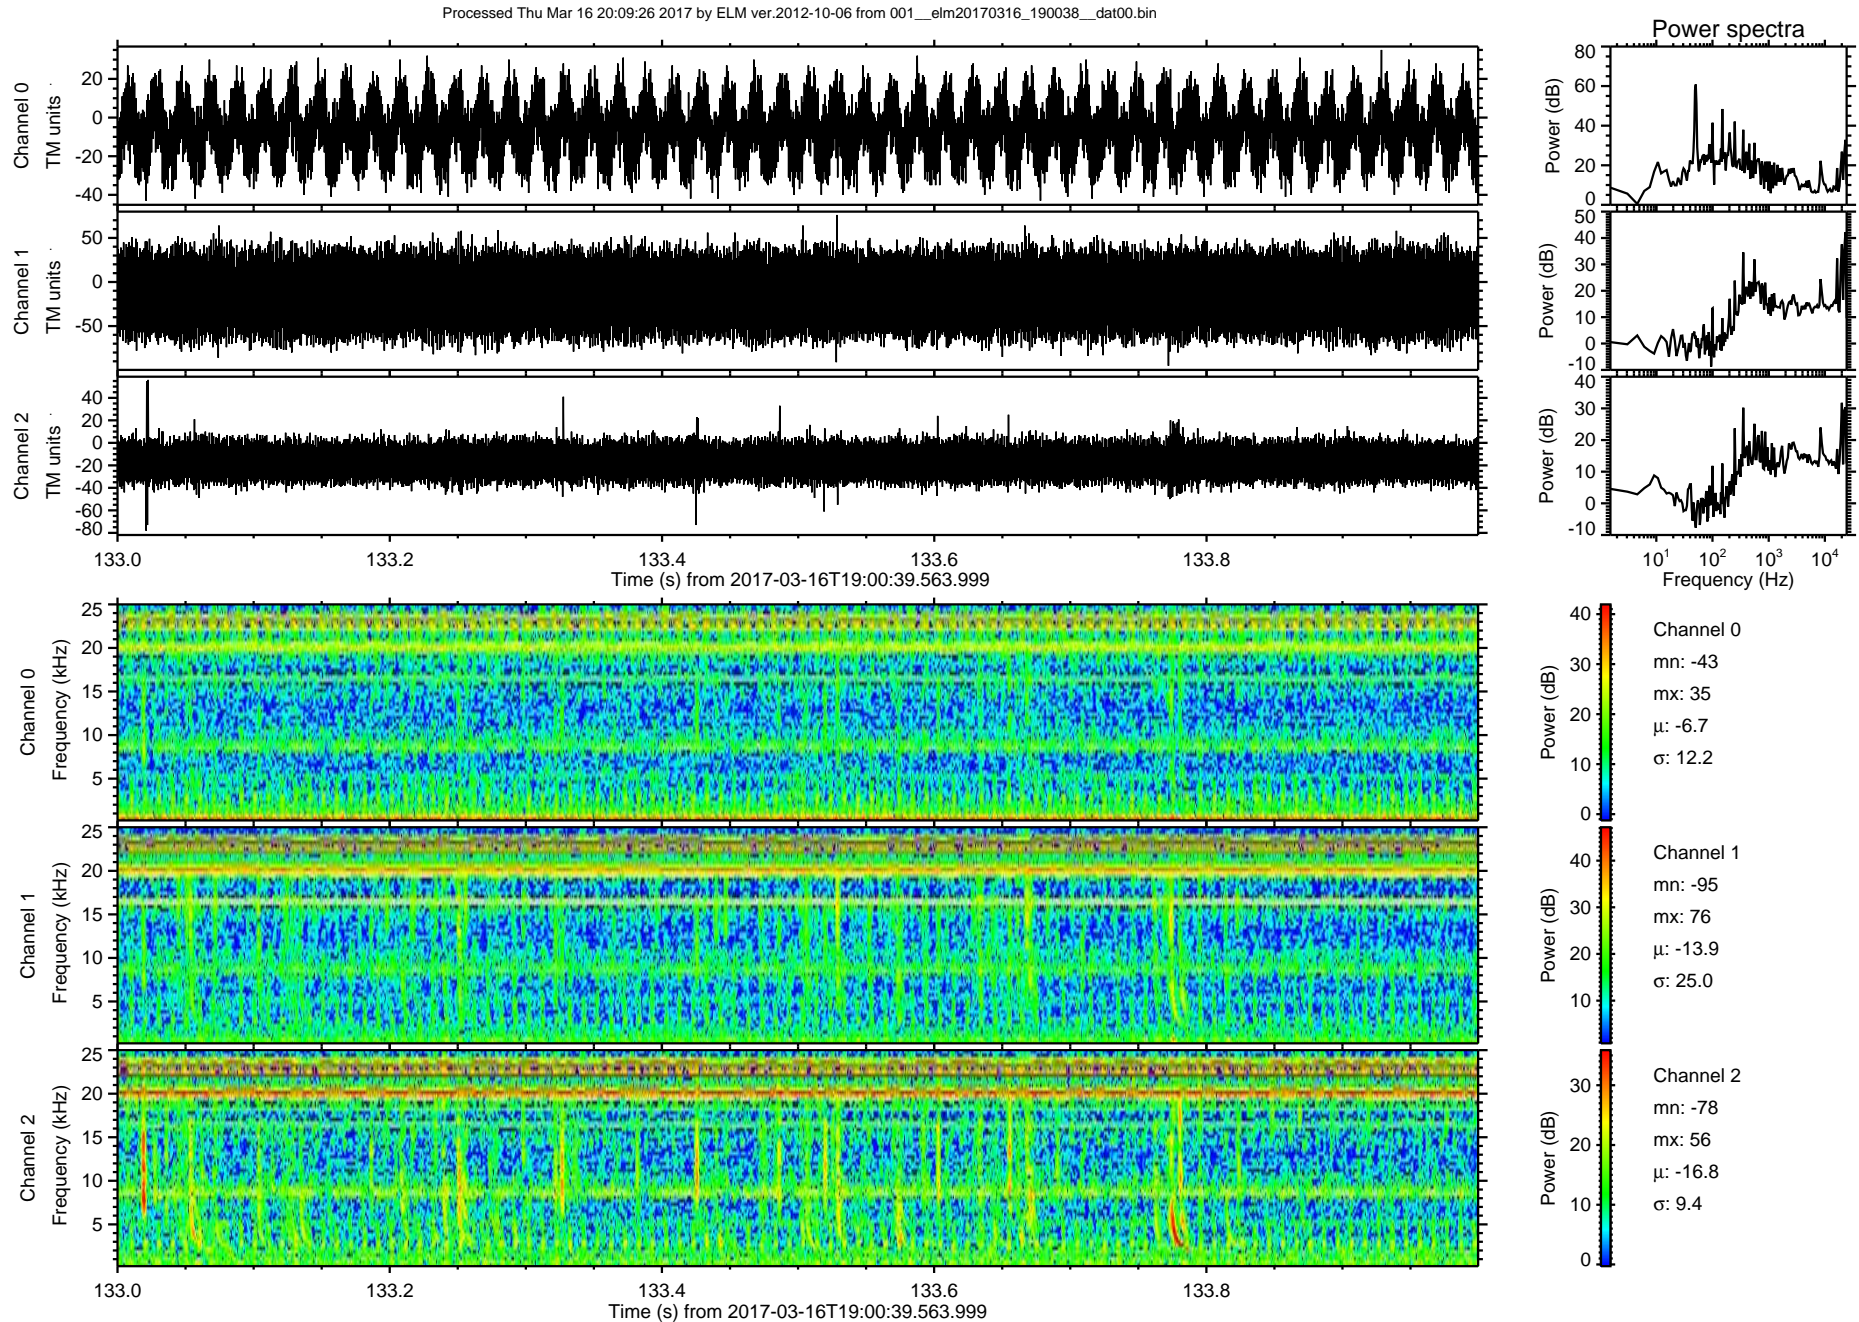 Processed Thu Mar 16 20:09:26 2017 by ELM ver.2012-10-06 from 001__elm20170316_190038__dat00.bin
Power spectra
Channel 0
TM units
20
0
-20
-40
Power (dB)
80
60
40
20
0
Channel 1
TM units
50
0
-50
Power (dB)
50
40
30
20
10
0
-10
Channel 2
TM units
40
20
0
-20
-40
-60
-80
Power (dB)
40
30
20
10
0
-10
133.0 133.2 133.4 133.6 133.8
Time (s) from 2017-03-16T19:00:39.563.999
10¹ 10² 10³ 10⁴
Frequency (Hz)
Channel 0
Frequency (kHz)
25
20
15
10
5
Power (dB)
40
30
20
10
0
Channel 0
mn: -43
mx: 35
μ: -6.7
σ: 12.2
Channel 1
Frequency (kHz)
25
20
15
10
5
Power (dB)
40
30
20
10
Channel 1
mn: -95
mx: 76
μ: -13.9
σ: 25.0
Channel 2
Frequency (kHz)
25
20
15
10
5
Power (dB)
30
20
10
0
Channel 2
mn: -78
mx: 56
μ: -16.8
σ: 9.4
133.0 133.2 133.4 133.6 133.8
Time (s) from 2017-03-16T19:00:39.563.999